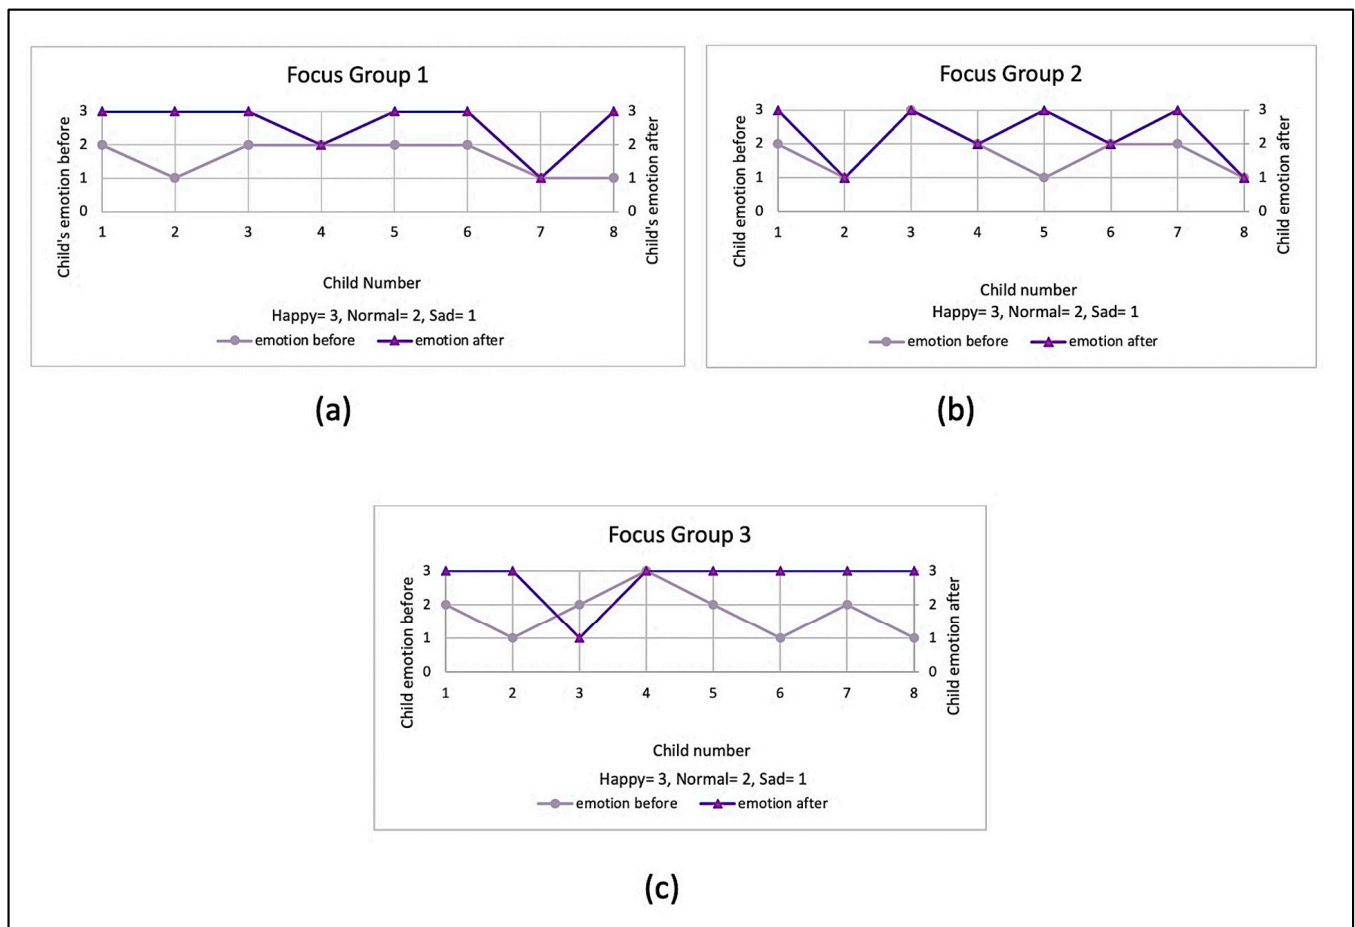 Focus Group 1
Child's emotion before
3
2
1
0
3
2
1
0
Child's emotion after
1 2 3 4 5 6 7 8
Child Number
Happy= 3, Normal= 2, Sad= 1
emotion before emotion after
(a)
Focus Group 2
Child emotion before
3
2
1
0
3
2
1
0
Child emotion after
1 2 3 4 5 6 7 8
Child number
Happy= 3, Normal= 2, Sad= 1
emotion before emotion after
(b)
Focus Group 3
Child emotion before
3
2
1
0
3
2
1
0
Child emotion after
1 2 3 4 5 6 7 8
Child number
Happy= 3, Normal= 2, Sad= 1
emotion before emotion after
(c)